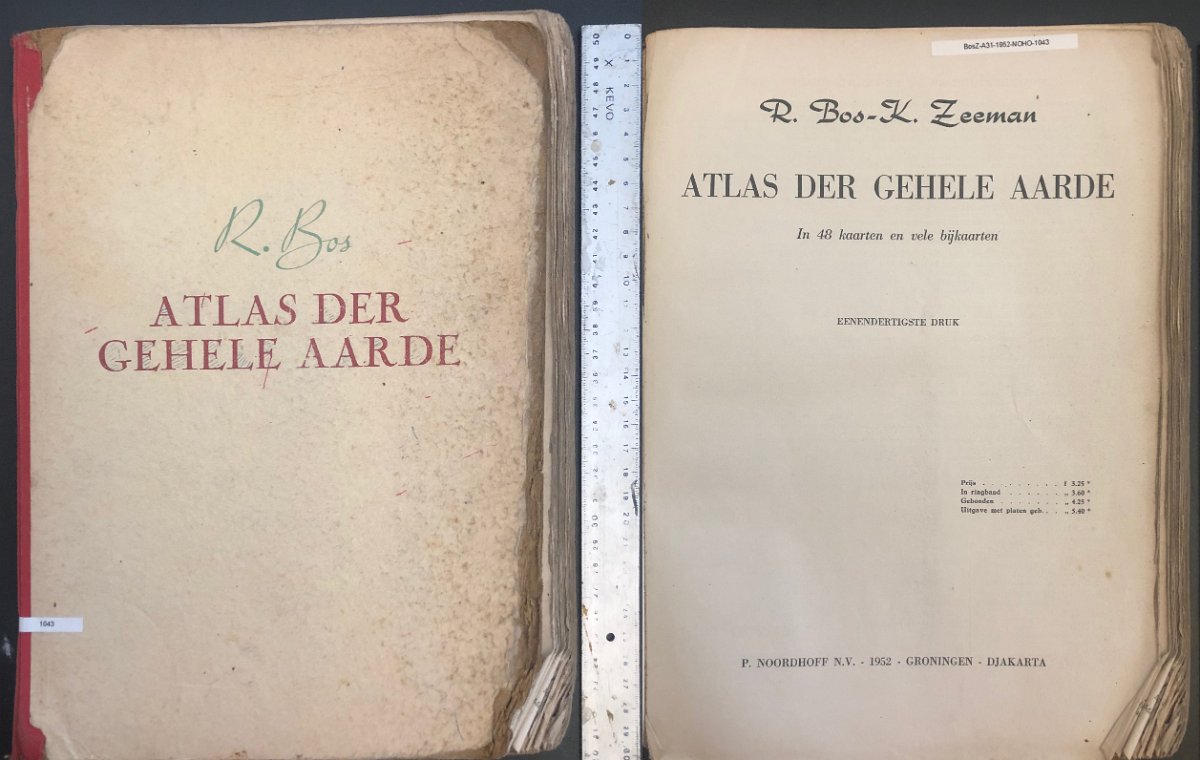 R. Bos
ATLAS DER
GEHELE AARDE
1043
KEVO
BosZ-A31-1952-NOHO-1043
R. Bos-K. Zeeman
ATLAS DER GEHELE AARDE
In 48 kaarten en vele bijkaarten
EENENDERTIGSTE DRUK
Prijs . . . . . . . . . . f 3.25 *
In ringband . . . . . . . „ 3.60 *
Gebonden . . . . . . . . „ 4.25 *
Uitgave met platen geb. . . „ 5.40 *
P. NOORDHOFF N.V. - 1952 - GRONINGEN - DJAKARTA